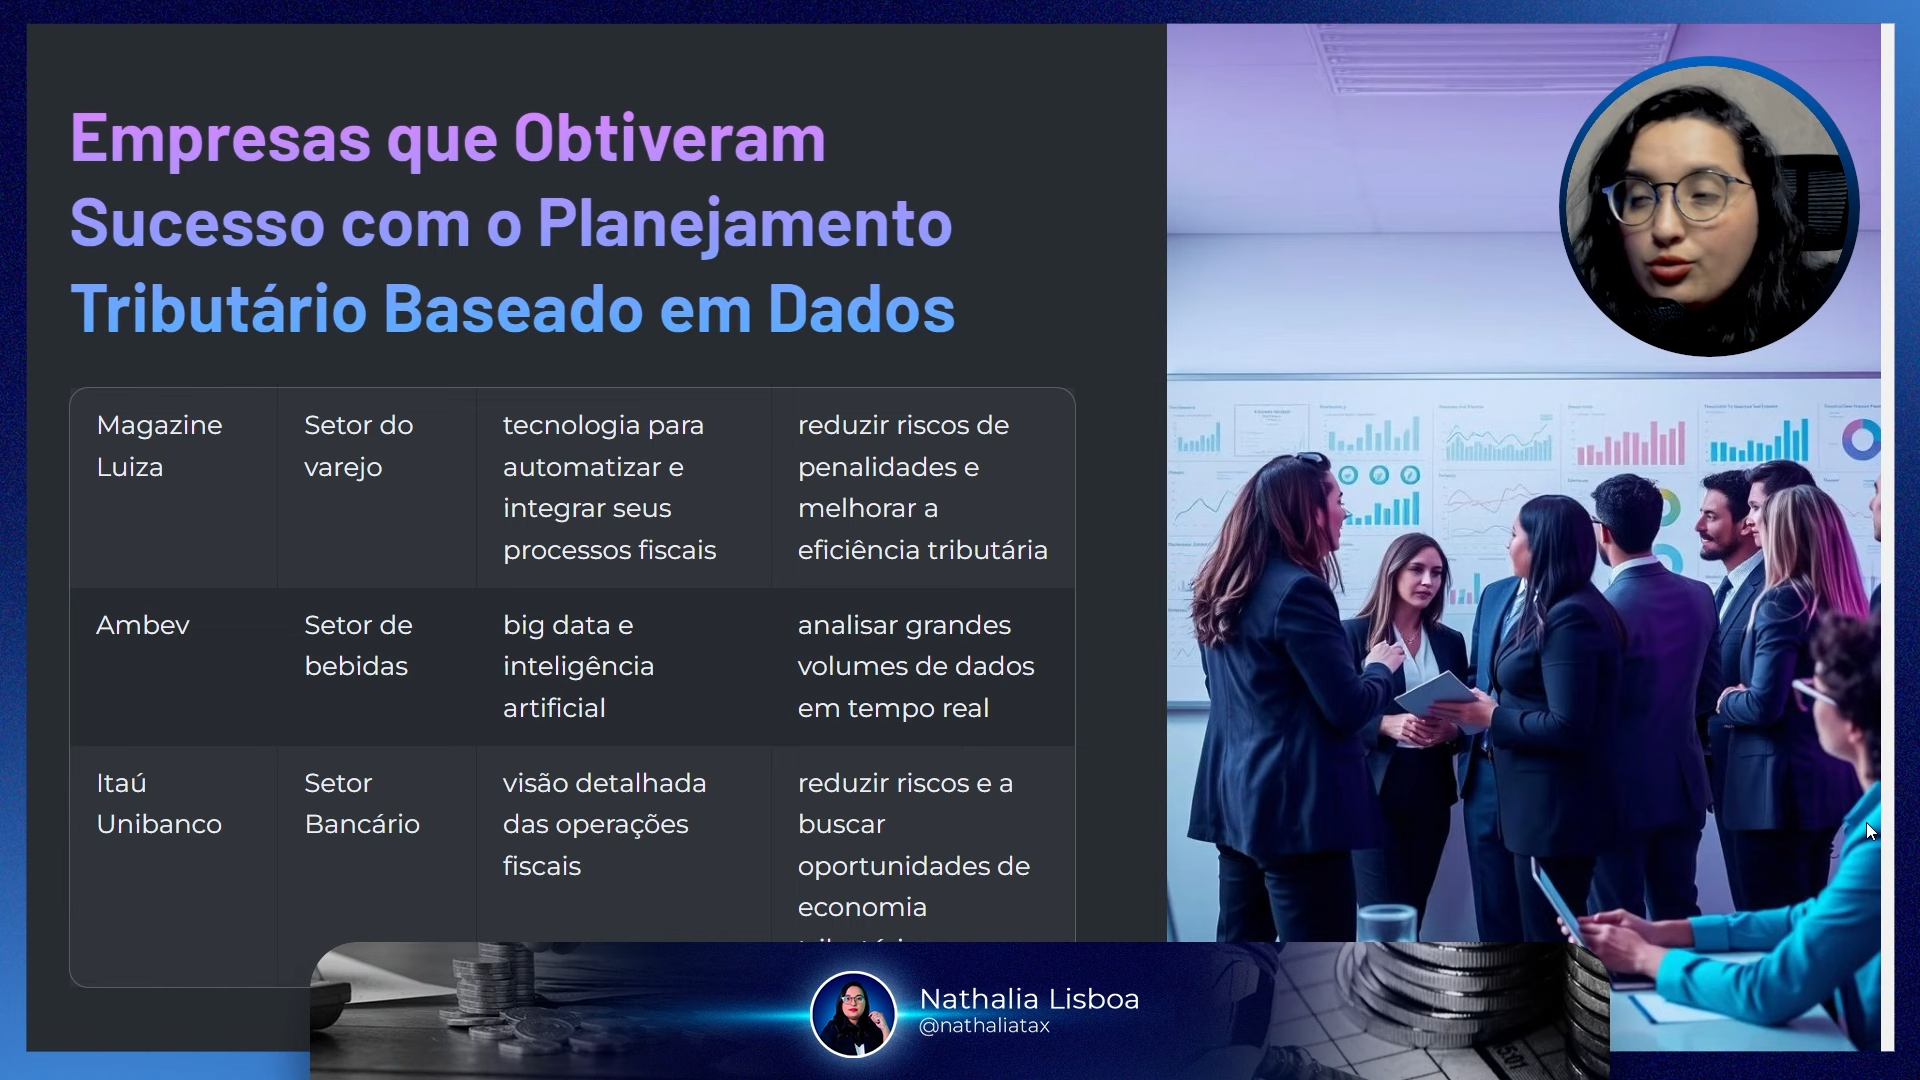 Empresas que Obtiveram
Sucesso com o Planejamento
Tributário Baseado em Dados
Magazine
Luiza
Setor do
varejo
tecnologia para
automatizar e
integrar seus
processos fiscais
reduzir riscos de
penalidades e
melhorar a
eficiência tributária
Ambev
Setor de
bebidas
big data e
inteligência
artificial
analisar grandes
volumes de dados
em tempo real
Itaú
Unibanco
Setor
Bancário
visão detalhada
das operações
fiscais
reduzir riscos e a
buscar
oportunidades de
economia
Nathalia Lisboa
@nathaliatax